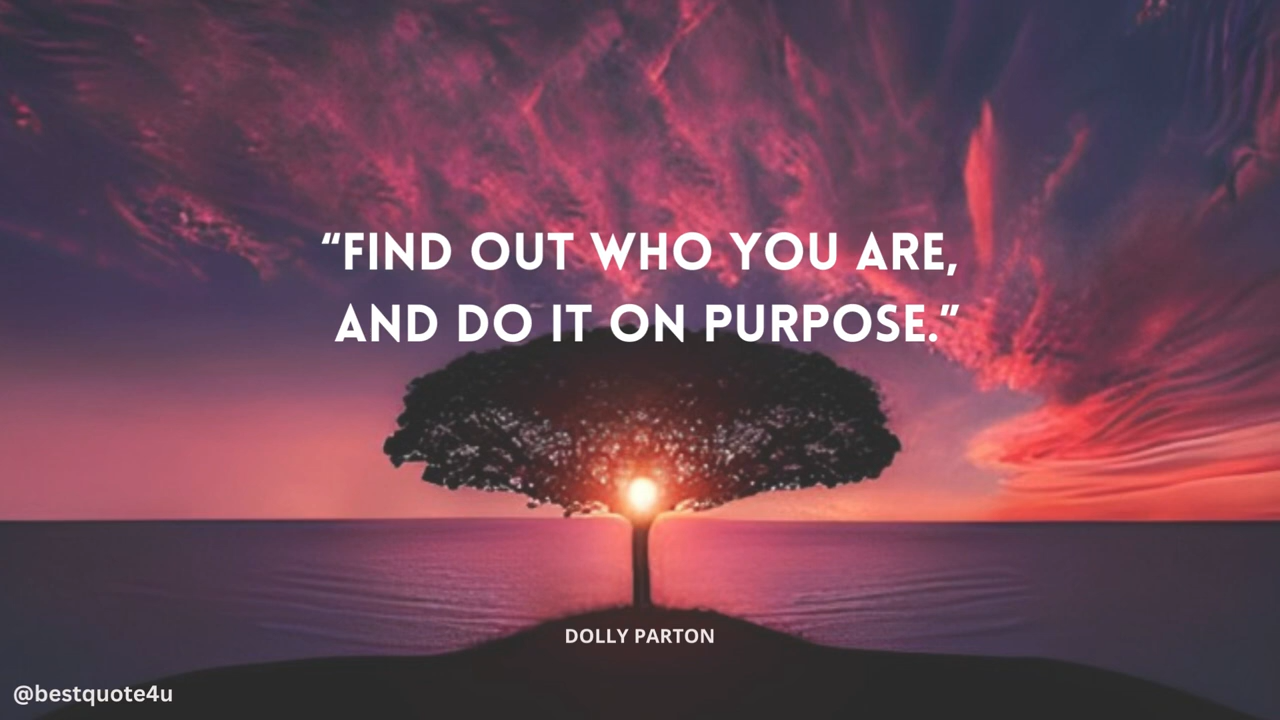 “FIND OUT WHO YOU ARE,
AND DO IT ON PURPOSE.”
DOLLY PARTON
@bestquote4u